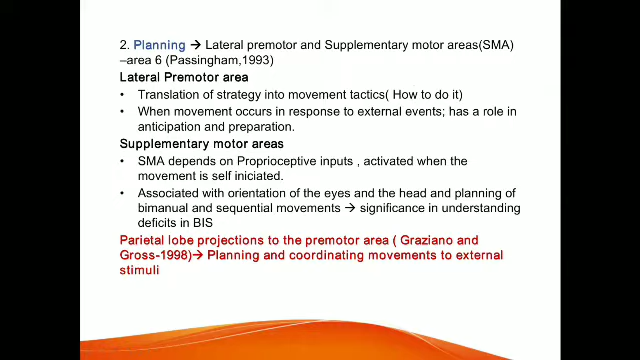 2. Planning → Lateral premotor and Supplementary motor areas(SMA)
–area 6 (Passingham,1993)
Lateral Premotor area
• Translation of strategy into movement tactics( How to do it)
• When movement occurs in response to external events; has a role in
anticipation and preparation.
Supplementary motor areas
• SMA depends on Proprioceptive inputs , activated when the
movement is self iniciated.
• Associated with orientation of the eyes and the head and planning of
bimanual and sequential movements → significance in understanding
deficits in BIS
Parietal lobe projections to the premotor area ( Graziano and
Gross-1998)→ Planning and coordinating movements to external
stimuli